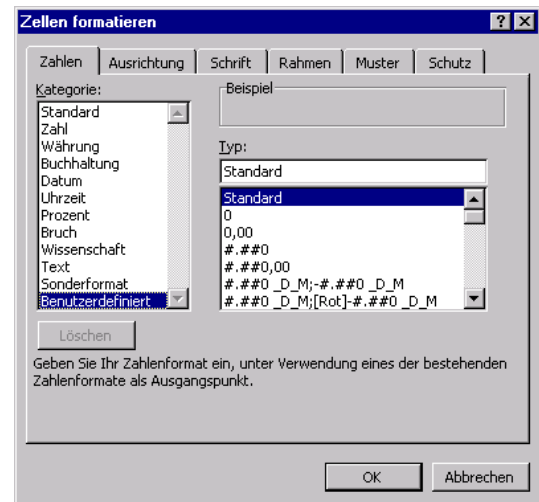 Zellen formatieren
Zahlen Ausrichtung Schrift Rahmen Muster Schutz
Kategorie:
Standard
Zahl
Währung
Buchhaltung
Datum
Uhrzeit
Prozent
Bruch
Wissenschaft
Text
Sonderformat
Benutzerdefiniert
Beispiel
Typ:
Standard
Standard
0
0,00
#.##0
#.##0,00
#.##0 _D_M;-#.##0 _D_M
#.##0 _D_M;[Rot]-#.##0 _D_M
Löschen
Geben Sie Ihr Zahlenformat ein, unter Verwendung eines der bestehenden
Zahlenformate als Ausgangspunkt.
OK Abbrechen